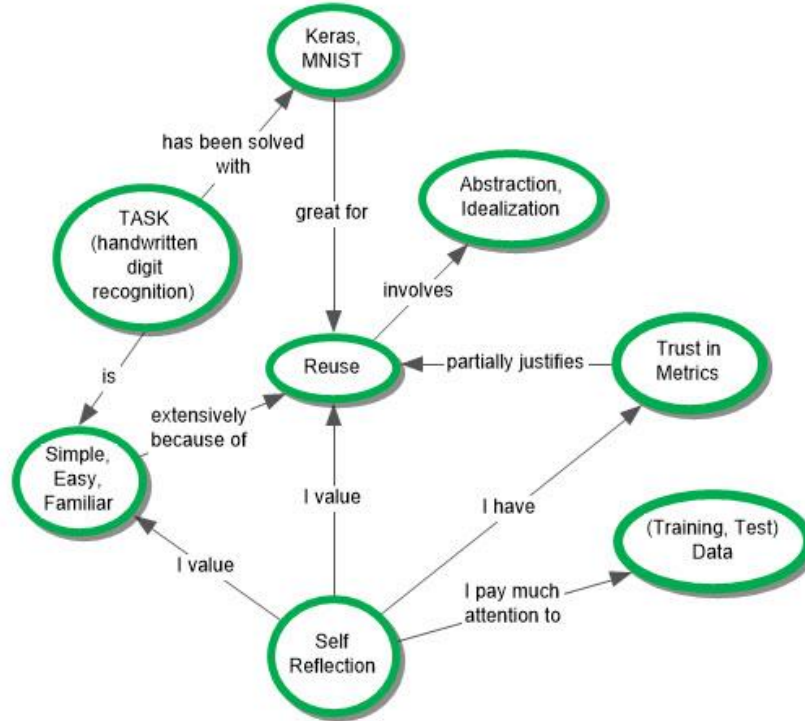 Keras,
MNIST
has been solved
with
Abstraction,
Idealization
TASK
(handwritten
digit
recognition)
great for
involves
Reuse
partially justifies
Trust in
Metrics
is
extensively
because of
Simple,
Easy,
Familiar
I value
I have
(Training, Test)
Data
I value
I pay much
attention to
Self
Reflection